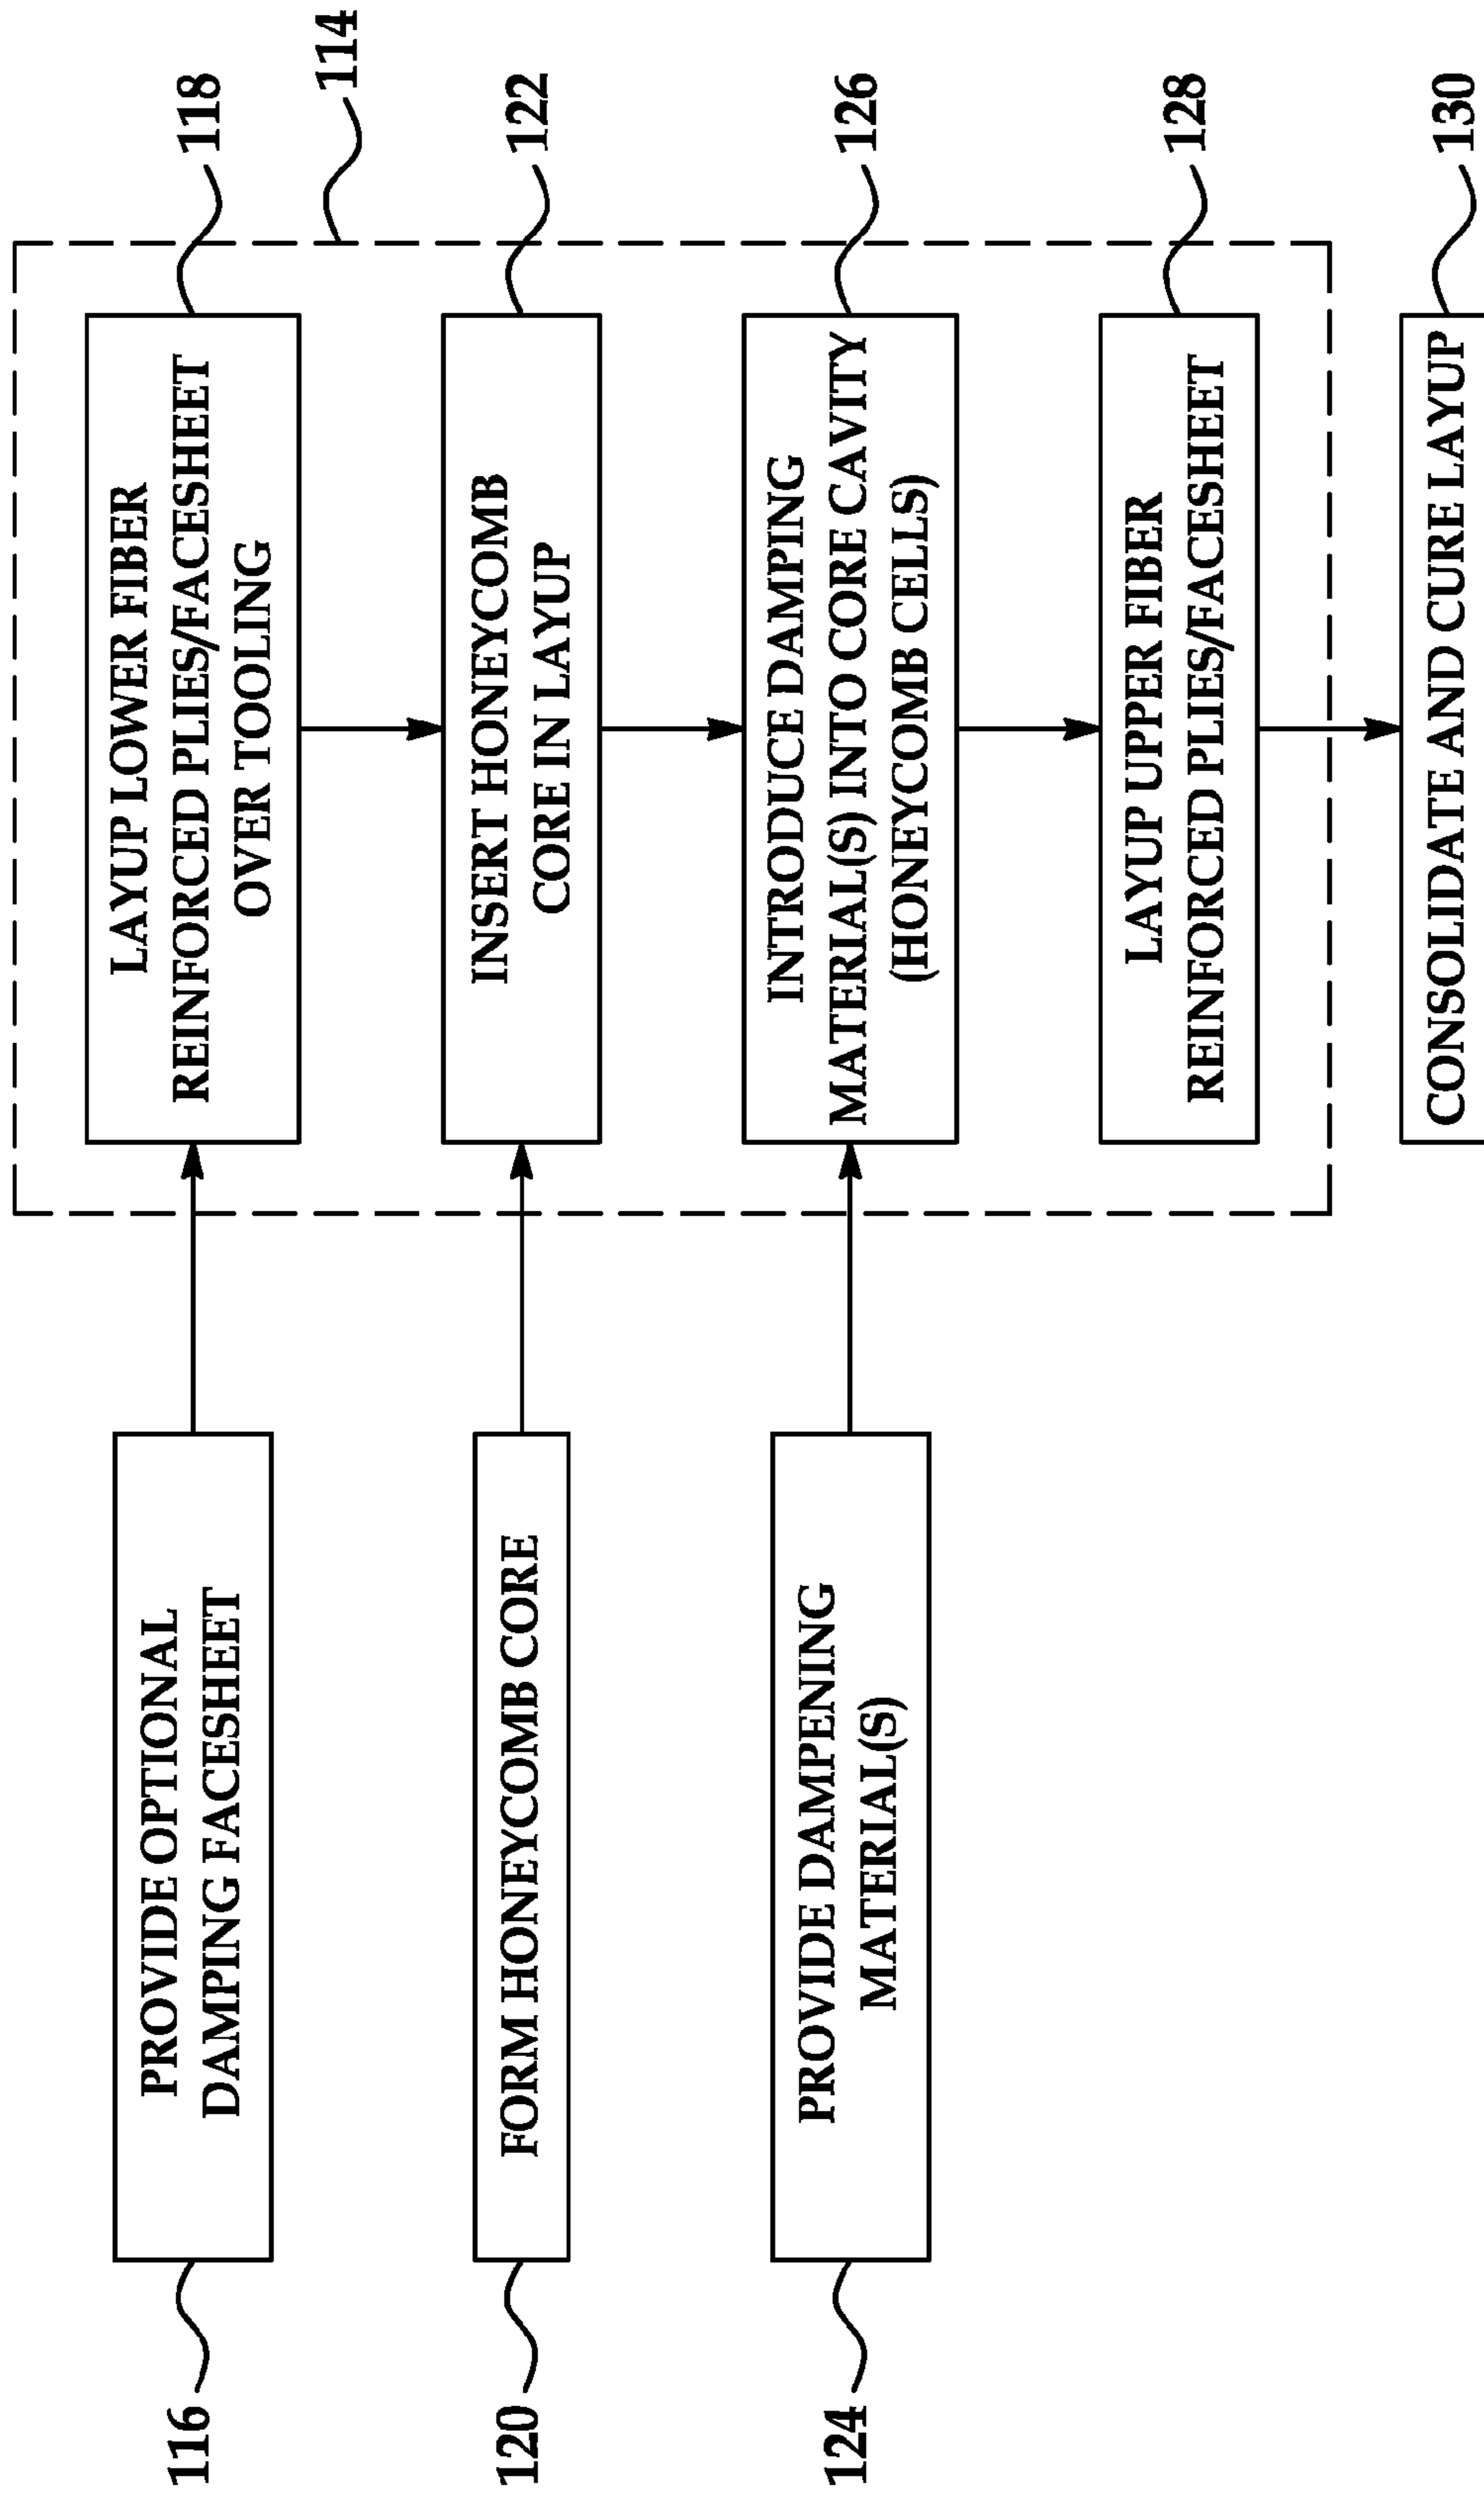 116
PROVIDE OPTIONAL
DAMPING FACESHEET
LAYUP LOWER FIBER
REINFORCED PLIES/FACESHEET
OVER TOOLING
118
114
120
FORM HONEYCOMB CORE
INSERT HONEYCOMB
CORE IN LAYUP
122
124
PROVIDE DAMPENING
MATERIAL(S)
INTRODUCE DAMPING
MATERIAL(S) INTO CORE CAVITY
(HONEYCOMB CELLS)
126
LAYUP UPPER FIBER
REINFORCED PLIES/FACESHEET
128
CONSOLIDATE AND CURE LAYUP
130